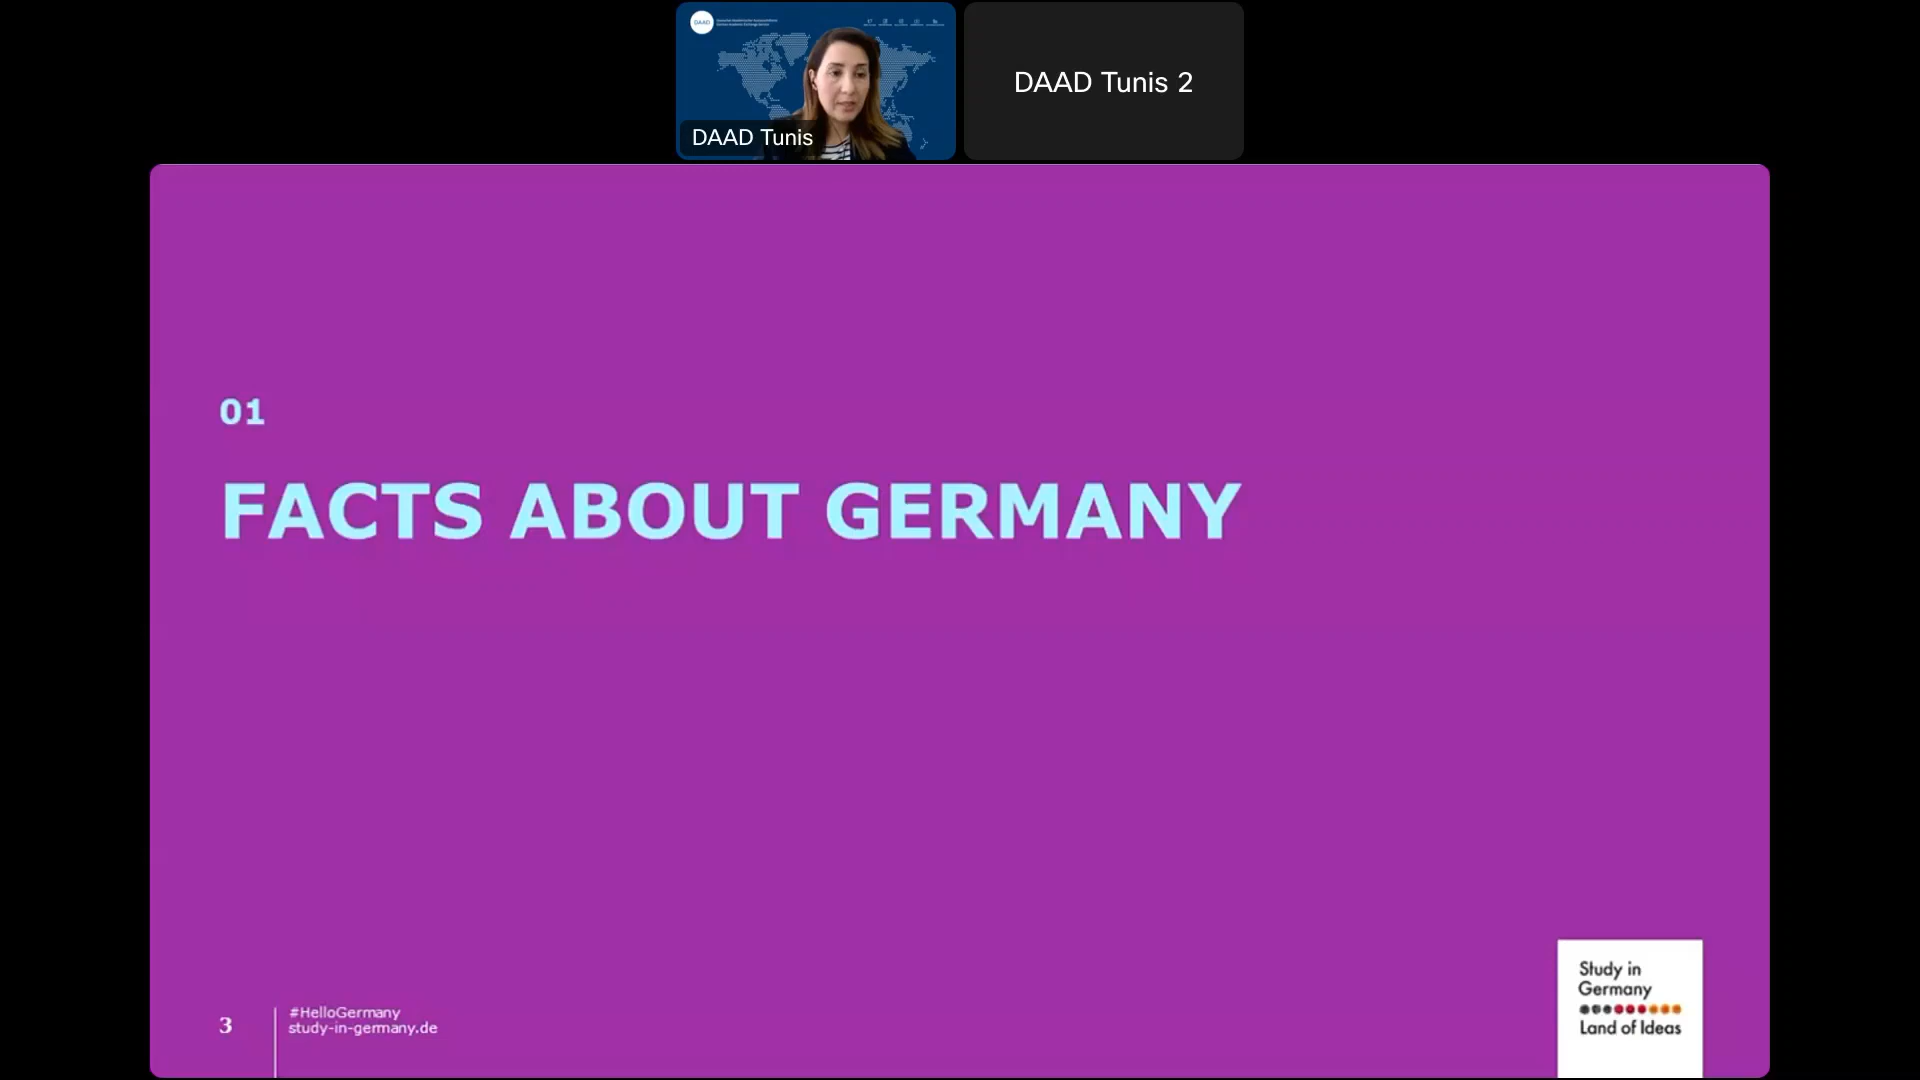 DAAD
DAAD Tunis
DAAD Tunis 2
01
FACTS ABOUT GERMANY
3
#HelloGermany
study-in-germany.de
Study in
Germany
Land of Ideas